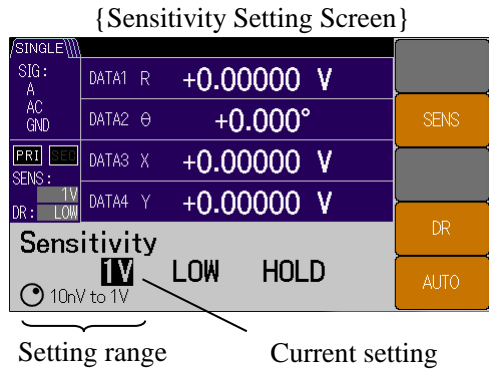 {Sensitivity Setting Screen}
SINGLE
SIG:
A
AC
GND
PRI SEC
SENS:
1V
DR: LOW
DATA1 R +0.00000 V
DATA2 θ +0.000°
DATA3 X +0.00000 V
DATA4 Y +0.00000 V
SENS
DR
AUTO
Sensitivity
1V LOW HOLD
10nV to 1V
Setting range
Current setting